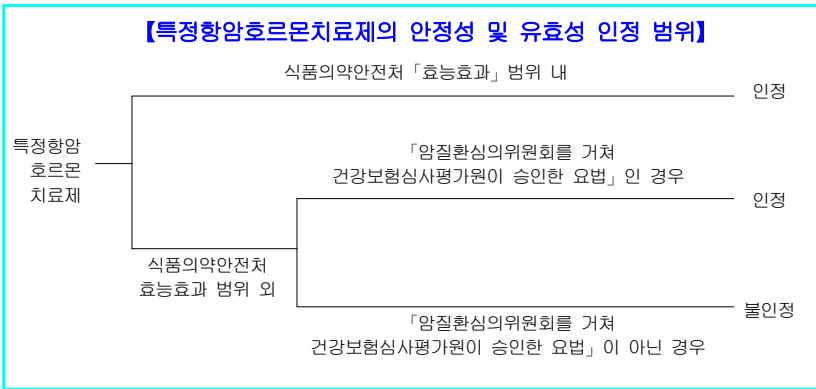 【특정항암호르몬치료제의 안정성 및 유효성 인정 범위】
식품의약안전처「효능효과」범위 내
인정
특정항암
호르몬
치료제
「암질환심의위원회를 거쳐
건강보험심사평가원이 승인한 요법」인 경우
인정
식품의약안전처
효능효과 범위 외
불인정
「암질환심의위원회를 거쳐
건강보험심사평가원이 승인한 요법」이 아닌 경우